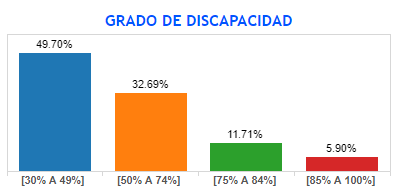 GRADO DE DISCAPACIDAD
49.70%
32.69%
11.71%
5.90%
[30% A 49%] [50% A 74%] [75% A 84%] [85% A 100%]